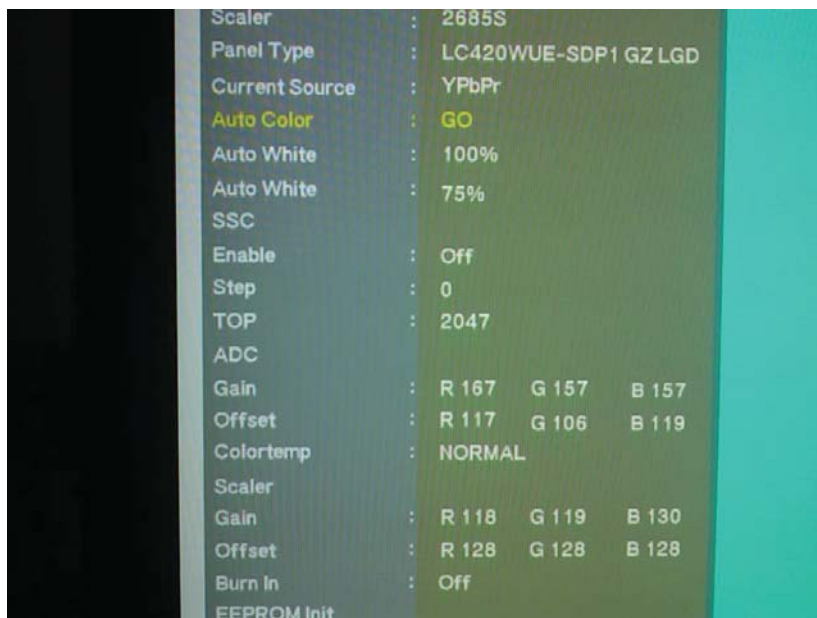 Scaler : 2685S
Panel Type : LC420WUE-SDP1 GZ LGD
Current Source : YPbPr
Auto Color : GO
Auto White : 100%
Auto White : 75%
SSC
Enable : Off
Step : 0
TOP : 2047
ADC
Gain : R 167 G 157 B 157
Offset : R 117 G 106 B 119
Colortemp : NORMAL
Scaler
Gain : R 118 G 119 B 130
Offset : R 128 G 128 B 128
Burn In : Off
EEPROM Init